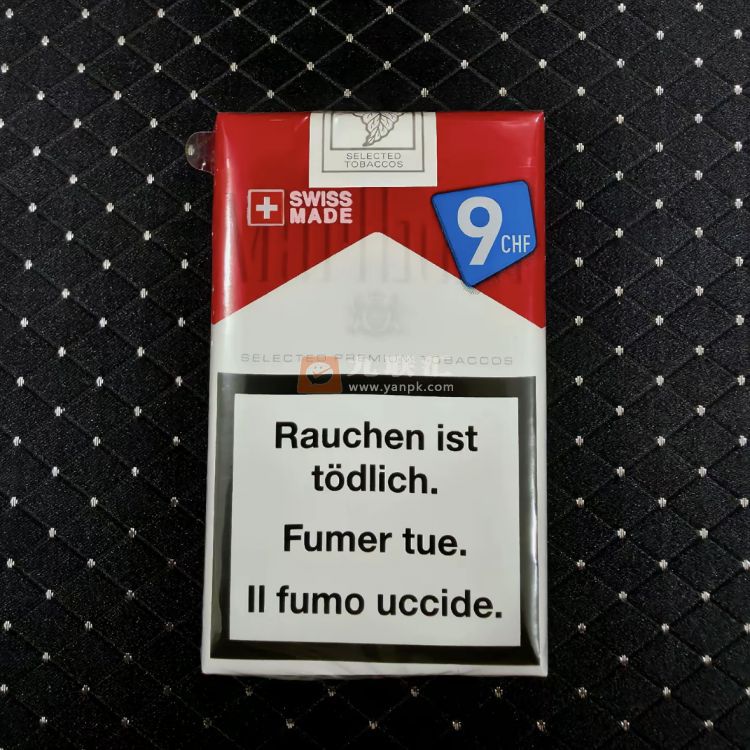 SELECTED
TOBACCOS
SWISS
MADE
9 CHF
SELECTED PREMIUM TOBACCOS
www.yanpk.com
Rauchen ist
tödlich.
Fumer tue.
Il fumo uccide.